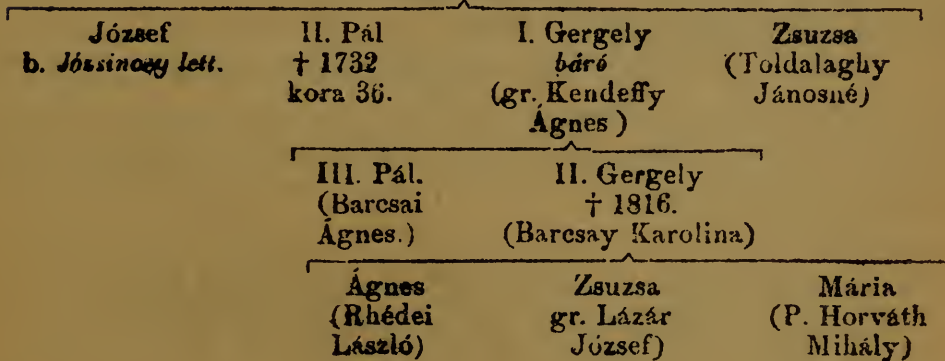 József II. Pál I. Gergely Zsuzsa
b. Jósinczy lett. † 1732 báró (Toldalaghy
kora 36. (gr. Kendeffy Jánosné)
Ágnes )
III. Pál. II. Gergely
(Barcsai † 1816.
Ágnes.) (Barcsay Karolina)
Ágnes Zsuzsa Mária
(Rhédei gr. Lázár (P. Horváth
László) József) Mihály)